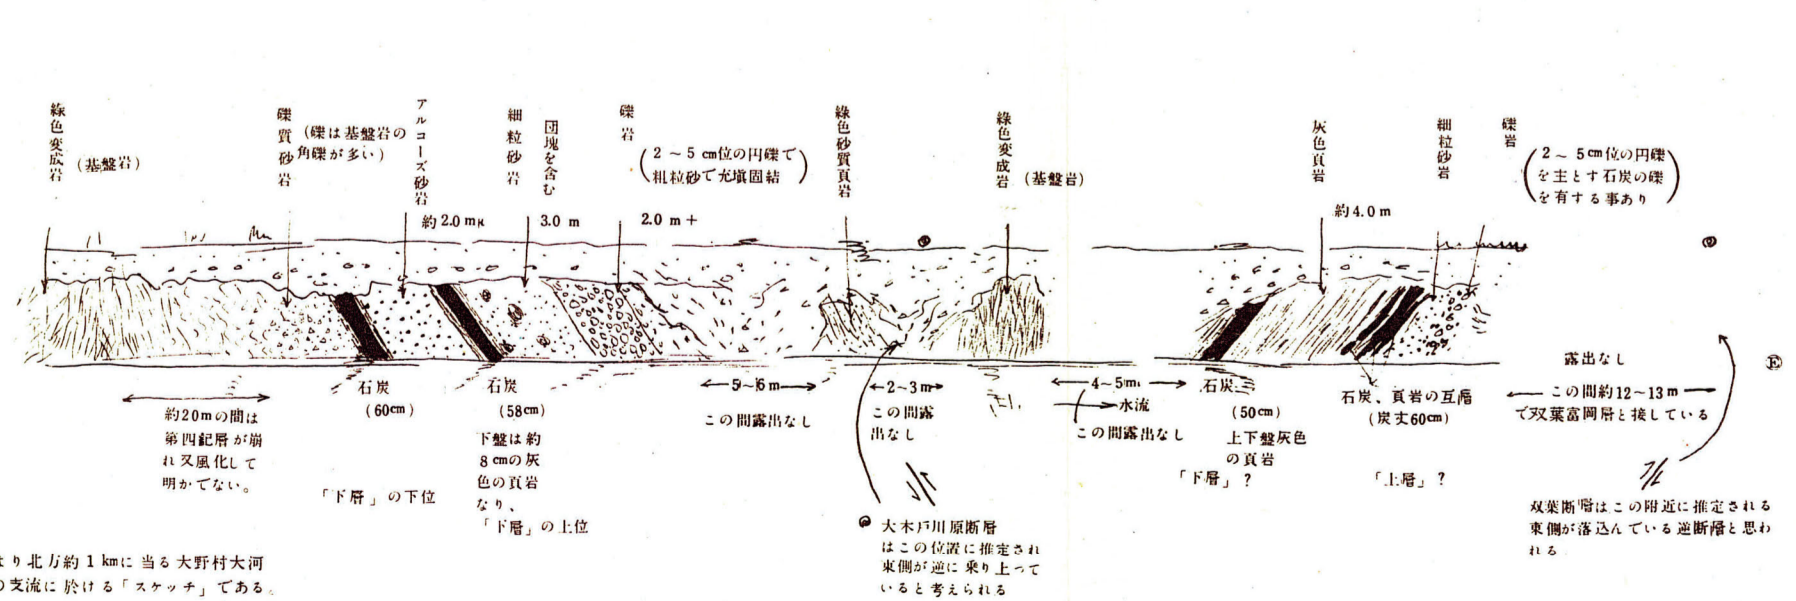 綠色変成岩
(基盤岩)
礫質砂岩
(礫は基盤岩の
角礫が多い)
アルコーズ砂岩
約2.0m
細粒砂岩
団塊を含む
3.0 m
礫岩
2.0 m +
(2〜5cm位の円礫で
粗粒砂で充塡固結)
綠色砂質頁岩
綠色変成岩
(基盤岩)
灰色頁岩
約4.0m
細粒砂岩
礫岩
(2〜5cm位の円礫
を主とす石炭の礫
を有する事あり)
約20mの間は
第四紀層が崩
れ又風化して
明かでない。
石炭
(60cm)
「下層」の下位
石炭
(58cm)
下盤は約
8cmの灰
色の頁岩
なり、
「下層」の上位
5〜6m
この間露出なし
2〜3m
この間露
出なし
大木戸川原断層
はこの位置に推定され
東側が逆に乗り上って
いると考えられる
4〜5m
水流
この間露出なし
石炭
(50cm)
上下盤灰色
の頁岩
「下層」?
石炭、頁岩の互層
(炭丈60cm)
「上層」?
露出なし
この間約12〜13m
で双葉富岡層と接している
Ⓔ
双葉断層はこの附近に推定される
東側が落込んている逆断層と思わ
れる
より北方約1kmに当る大野村大河
の支流に於ける「スケッチ」である。